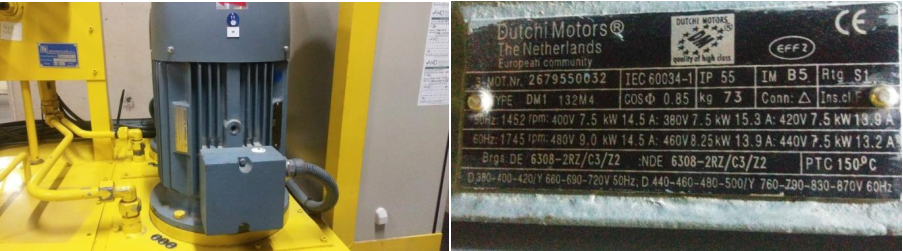 Dutchi Motors®
The Netherlands
European community
DUTCHI MOTORS
quality of high class
EFF2
CE
3~MOT.Nr. 2679550032 IEC 60034-1 IP 55 IM B5 Rtg S1
TYPE DM1 132M4 COSΦ 0.85 kg 73 Conn: △ Ins.cl F
50Hz: 1452 rpm: 400V 7.5 kW 14.5 A: 380V 7.5 kW 15.3 A: 420V 7.5 kW 13.9 A
60Hz: 1745 rpm: 480V 9.0 kW 14.5 A: 460V 8.25 kW 13.9 A: 440V 7.5 kW 13.2 A
Brgs. DE 6308-2RZ/C3/Z2 :NDE 6308-2RZ/C3/Z2 PTC 150°C
D 380-400-420/Y 660-690-720V 50Hz; D 440-460-480-500/Y 760-790-830-870V 60Hz